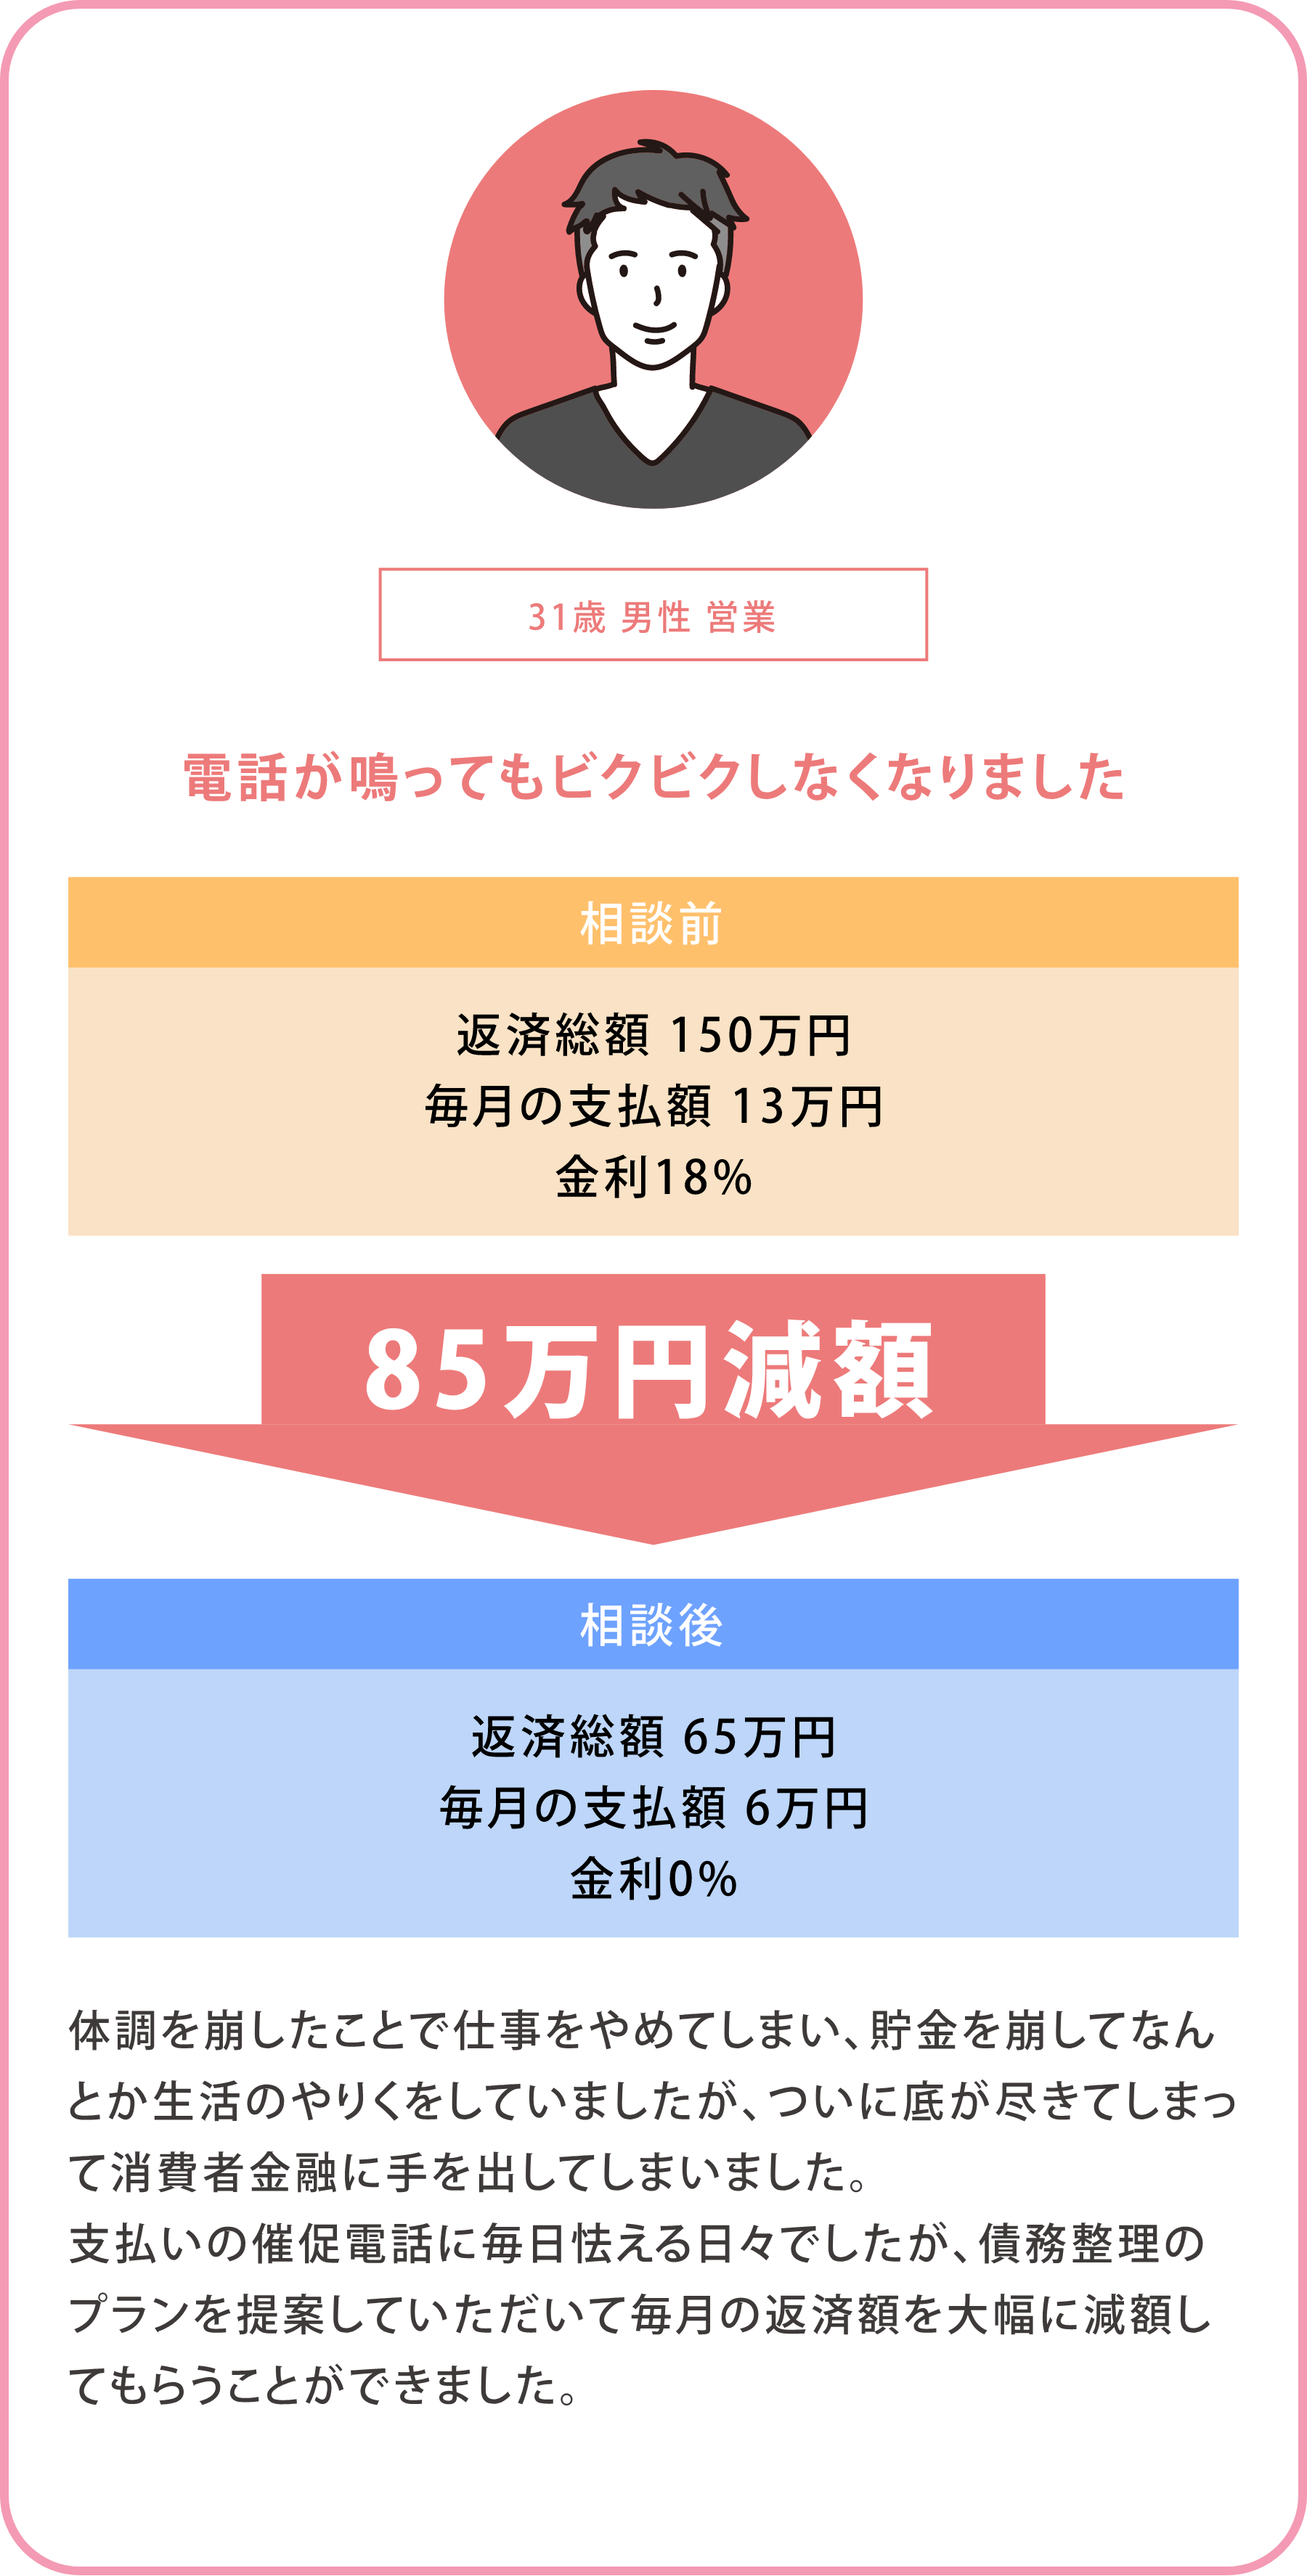 31歳 男性 営業
電話が鳴ってもビクビクしなくなりました
相談前
返済総額 150万円
毎月の支払額 13万円
金利18%
85万円減額
相談後
返済総額 65万円
毎月の支払額 6万円
金利0%
体調を崩したことで仕事をやめてしまい、貯金を崩してなん
とか生活のやりくをしていましたが、ついに底が尽きてしまっ
て消費者金融に手を出してしまいました。
支払いの催促電話に毎日怯える日々でしたが、債務整理の
プランを提案していただいて毎月の返済額を大幅に減額し
てもらうことができました。